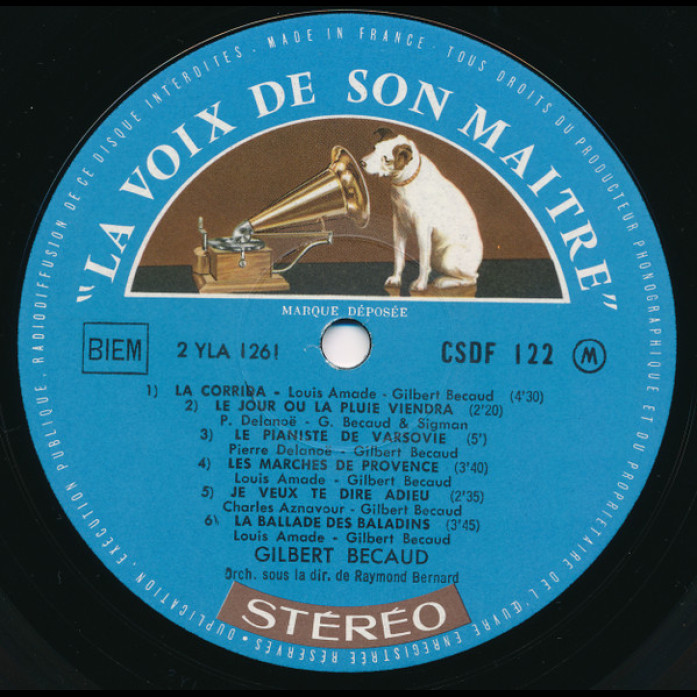 DUPLICATION. EXÉCUTION PUBLIQUE. RADIODIFFUSION DE CE DISQUE INTERDITES. MADE IN FRANCE. TOUS DROITS DU PRODUCTEUR PHONOGRAPHIQUE ET DU PROPRIÉTAIRE DE L'ŒUVRE ENREGISTRÉE RÉSERVÉS.
"LA VOIX DE SON MAITRE"
MARQUE DÉPOSÉE
BIEM 2 YLA 1261 CSDF 122 M
1) LA CORRIDA - Louis Amade - Gilbert Becaud (4'30)
2) LE JOUR OU LA PLUIE VIENDRA (2'20)
P. Delanoë - G. Becaud & Sigman
3) LE PIANISTE DE VARSOVIE (5')
Pierre Delanoë - Gilbert Becaud
4) LES MARCHES DE PROVENCE (3'40)
Louis Amade - Gilbert Becaud
5) JE VEUX TE DIRE ADIEU (2'35)
Charles Aznavour - Gilbert Becaud
6) LA BALLADE DES BALADINS (3'45)
Louis Amade - Gilbert Becaud
GILBERT BECAUD
Orch. sous la dir. de Raymond Bernard
STÉRÉO